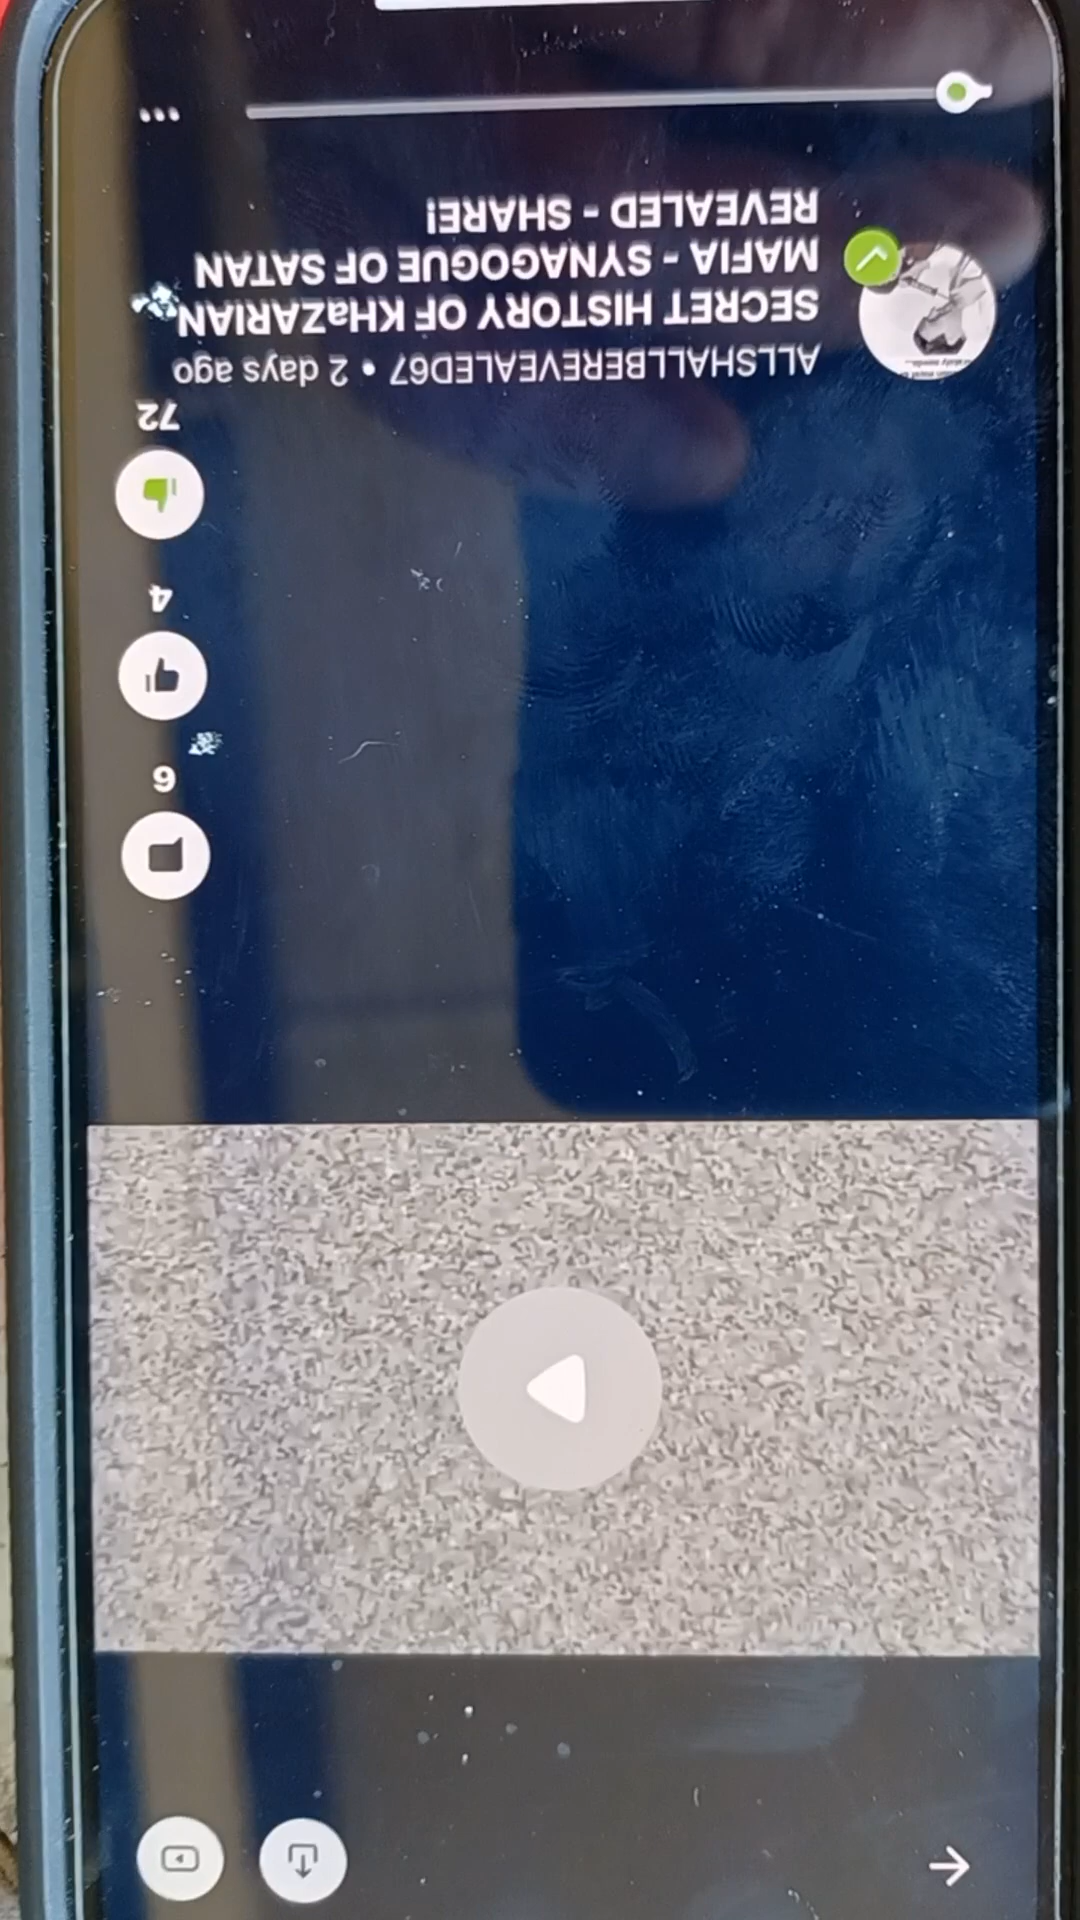 6
4
72
ALLSHALLBEREVEALED67 • 2 days ago
SECRET HISTORY OF KHaZARIAN
MAFIA - SYNAGOGUE OF SATAN
REVEALED - SHARE!